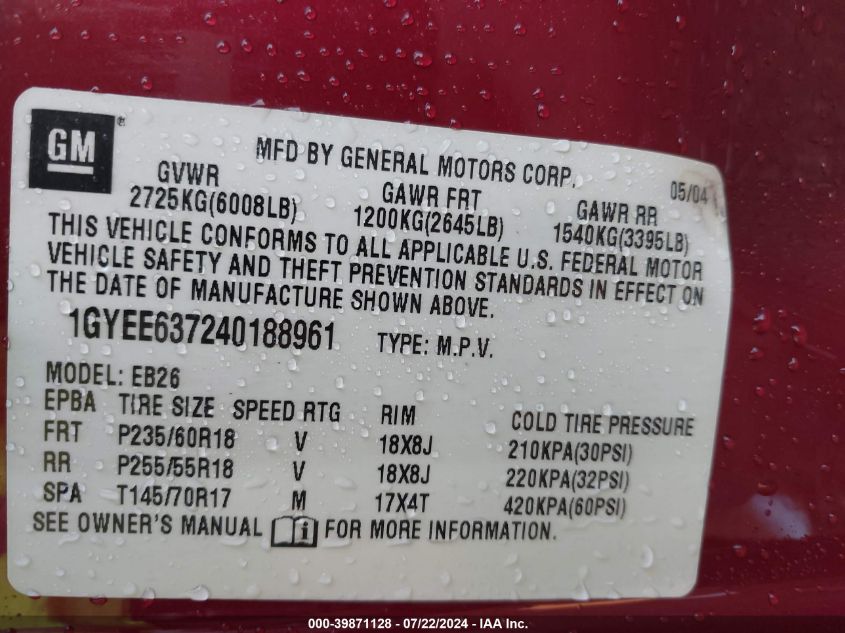 GM
MFD BY GENERAL MOTORS CORP. 05/04
GVWR GAWR FRT GAWR RR
2725KG(6008LB) 1200KG(2645LB) 1540KG(3395LB)
THIS VEHICLE CONFORMS TO ALL APPLICABLE U.S. FEDERAL MOTOR
VEHICLE SAFETY AND THEFT PREVENTION STANDARDS IN EFFECT ON
THE DATE OF MANUFACTURE SHOWN ABOVE.
1GYEE637240188961 TYPE: M.P.V.
MODEL: EB26
EPBA TIRE SIZE SPEED RTG RIM COLD TIRE PRESSURE
FRT P235/60R18 V 18X8J 210KPA(30PSI)
RR P255/55R18 V 18X8J 220KPA(32PSI)
SPA T145/70R17 M 17X4T 420KPA(60PSI)
SEE OWNER'S MANUAL i FOR MORE INFORMATION.
000-39871128 - 07/22/2024 - IAA Inc.